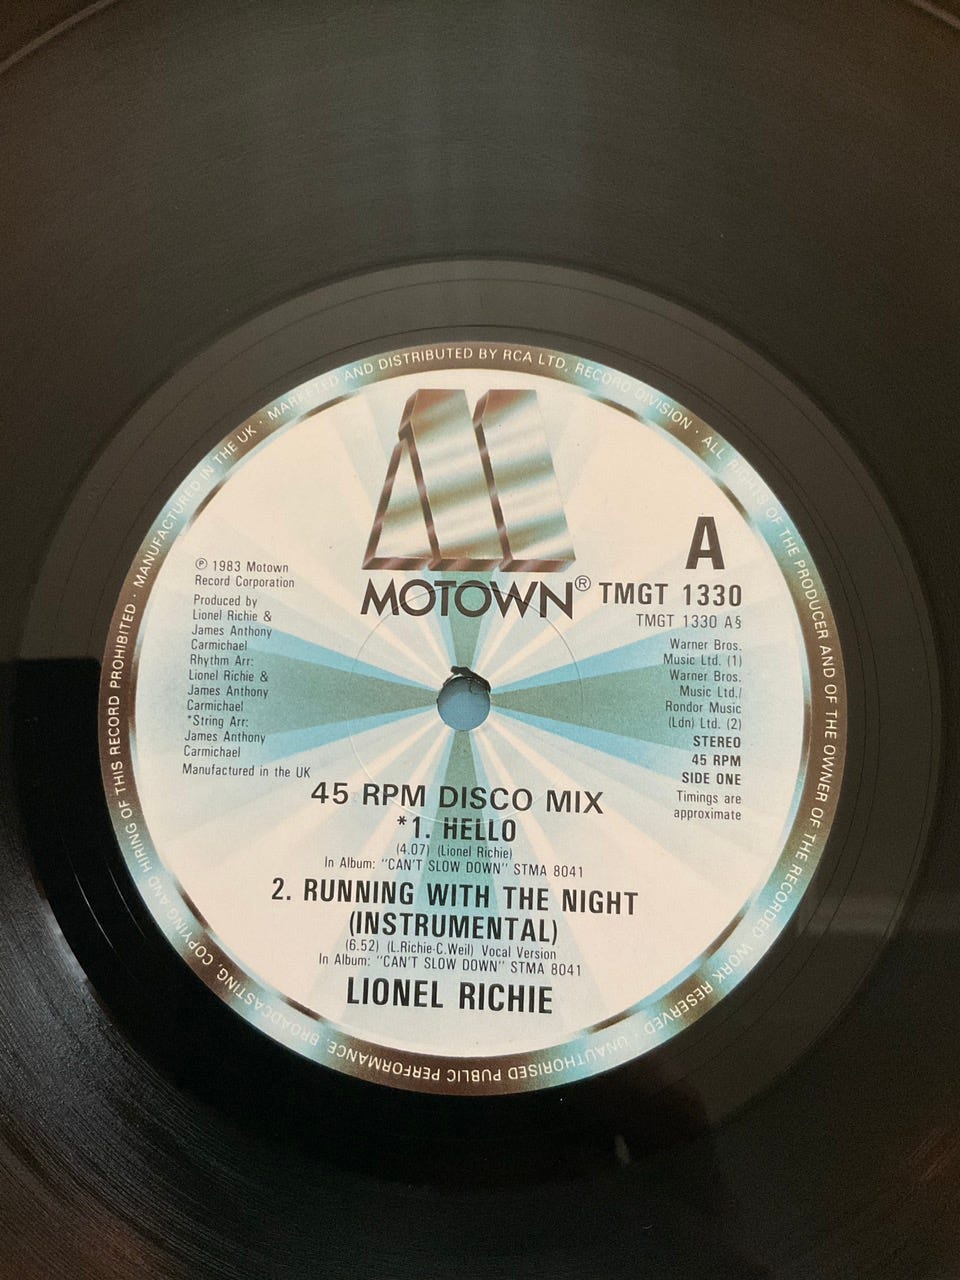 MANUFACTURED IN THE UK · MARKETED AND DISTRIBUTED BY RCA LTD, RECORD DIVISION · ALL RIGHTS OF THE PRODUCER AND OF THE OWNER OF THE RECORDED WORK RESERVED · UNAUTHORISED PUBLIC PERFORMANCE, BROADCASTING, COPYING AND HIRING OF THIS RECORD PROHIBITED ·
M
MOTOWN®
A
TMGT 1330
TMGT 1330 A§
℗ 1983 Motown
Record Corporation
Produced by
Lionel Richie &
James Anthony
Carmichael
Rhythm Arr:
Lionel Richie &
James Anthony
Carmichael
*String Arr:
James Anthony
Carmichael
Manufactured in the UK
Warner Bros.
Music Ltd. (1)
Warner Bros.
Music Ltd./
Rondor Music
(Ldn) Ltd. (2)
STEREO
45 RPM
SIDE ONE
Timings are
approximate
45 RPM DISCO MIX
*1. HELLO
(4.07) (Lionel Richie)
In Album: "CAN'T SLOW DOWN" STMA 8041
2. RUNNING WITH THE NIGHT
(INSTRUMENTAL)
(6.52) (L.Richie-C.Weil) Vocal Version
In Album: "CAN'T SLOW DOWN" STMA 8041
LIONEL RICHIE